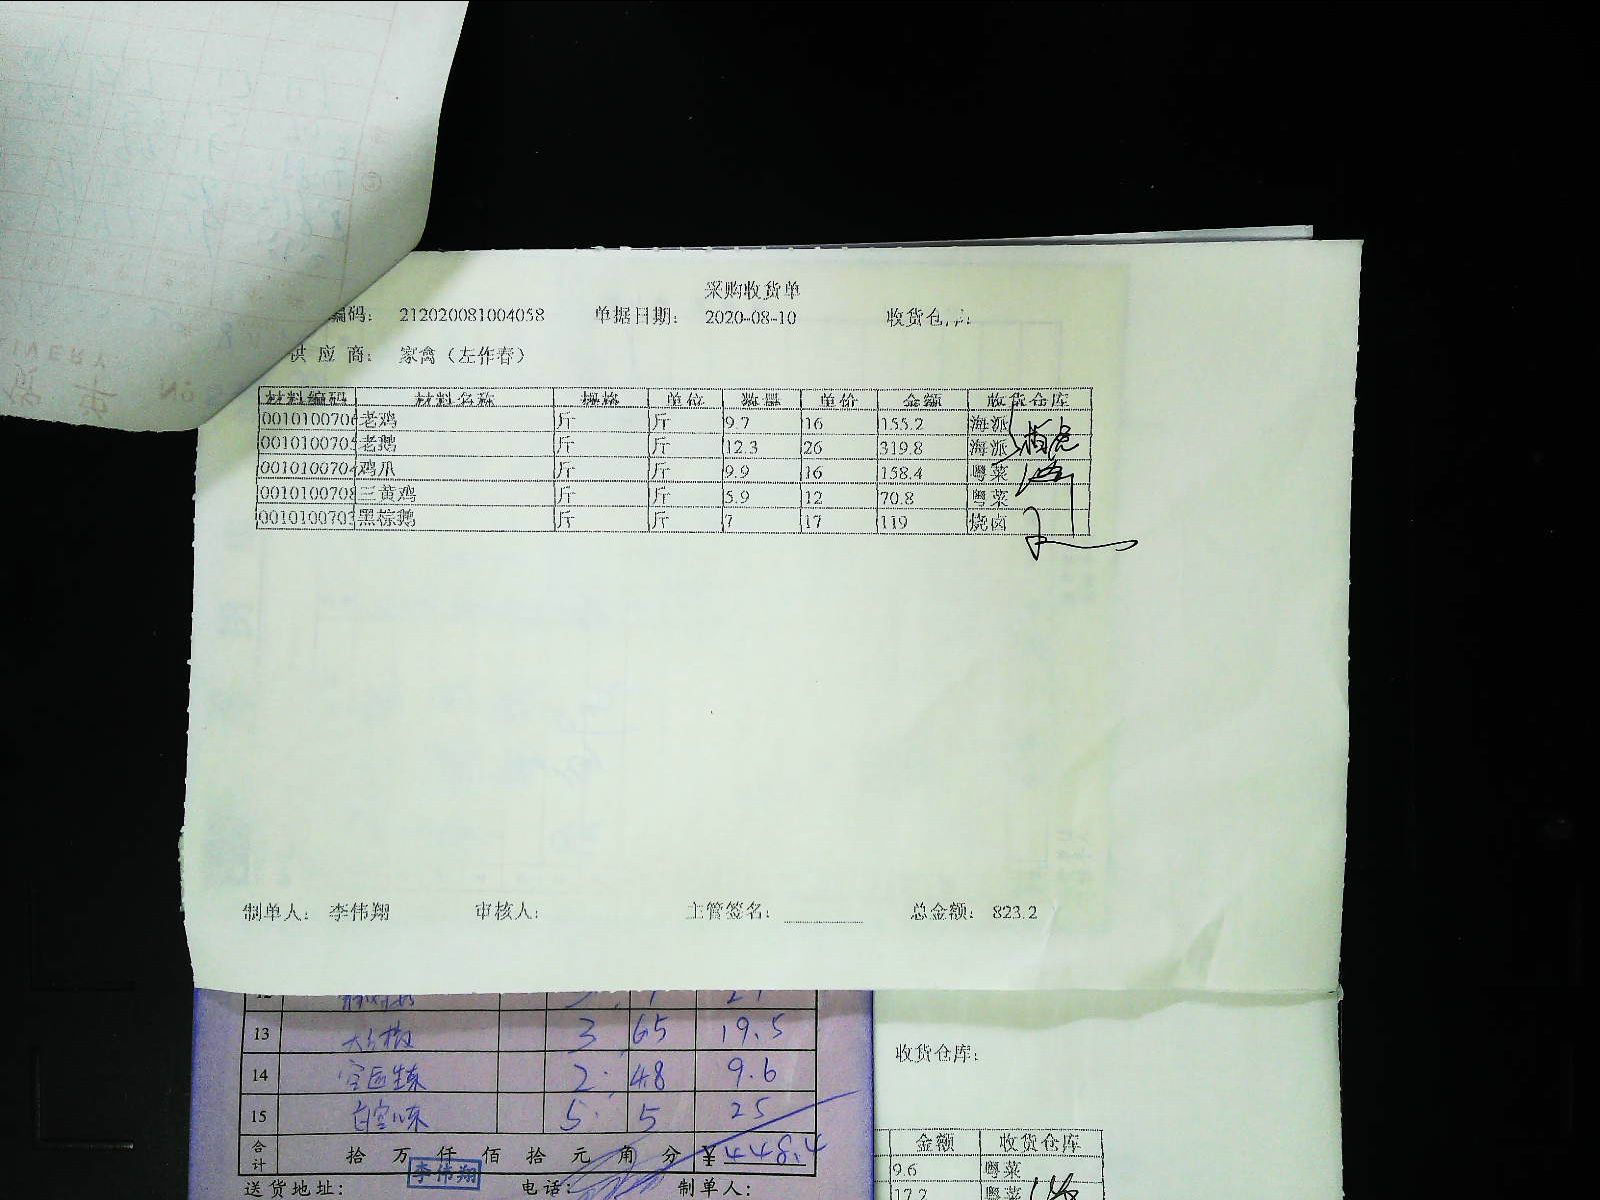 采购收货单
编码： 212020081004058 单据日期： 2020-08-10 收货仓
供 应 商： 家禽（左作春）
材料编码 材料名称 规格 单位 数量 单价 金额 收货仓库
0010100706 老鸡 斤 斤 9.7 16 155.2 海派
0010100705 老鹅 斤 斤 12.3 26 319.8 海派
0010100704 鸡爪 斤 斤 9.9 16 158.4 粤菜
0010100708 三黄鸡 斤 斤 5.9 12 70.8 粤菜
0010100703 黑棕鹅 斤 斤 7 17 119 烧卤
制单人： 李伟翔 审核人： 主管签名： 总金额： 823.2
13 3 65 19.5
14 2 48 9.6
15 5 5 25
合计 拾 万 仟 佰 拾 元 角 分 ¥ 448.4
李伟翔
送货地址： 电话： 制单人：
收货仓库：
金额 收货仓库
9.6 粤菜
17.2 粤菜